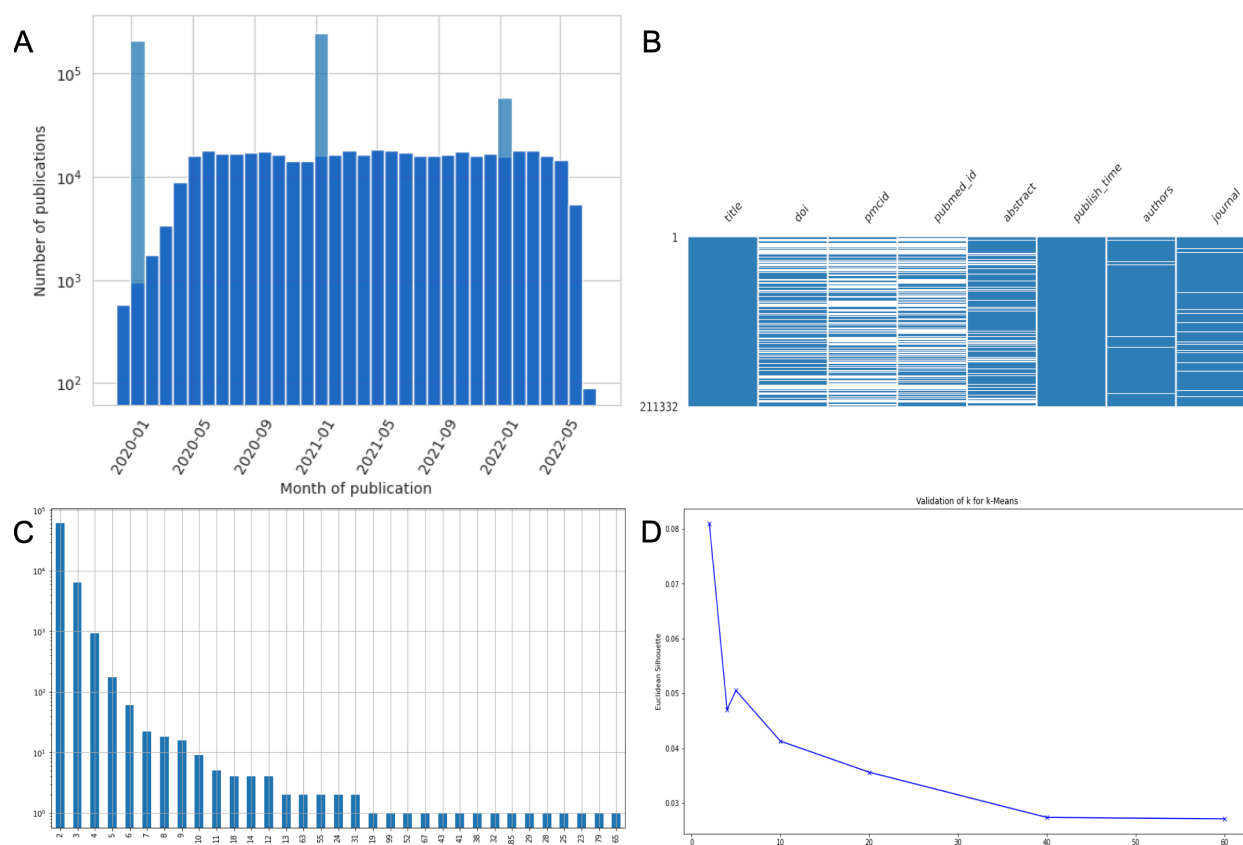 A
Number of publications
10^5
10^4
10^3
10^2
2020-01 2020-05 2020-09 2021-01 2021-05 2021-09 2022-01 2022-05
Month of publication
B
title doi pmcid pubmed_id abstract publish_time authors journal
1
211332
C
10^5
10^4
10^3
10^2
10^1
10^0
2 3 4 5 6 7 8 9 10 11 18 14 12 13 63 55 24 31 19 99 52 67 43 41 38 32 85 29 28 25 23 79 65
D
Validation of k for k-Means
Euclidean Silhouette
0.08
0.07
0.06
0.05
0.04
0.03
0 10 20 30 40 50 60